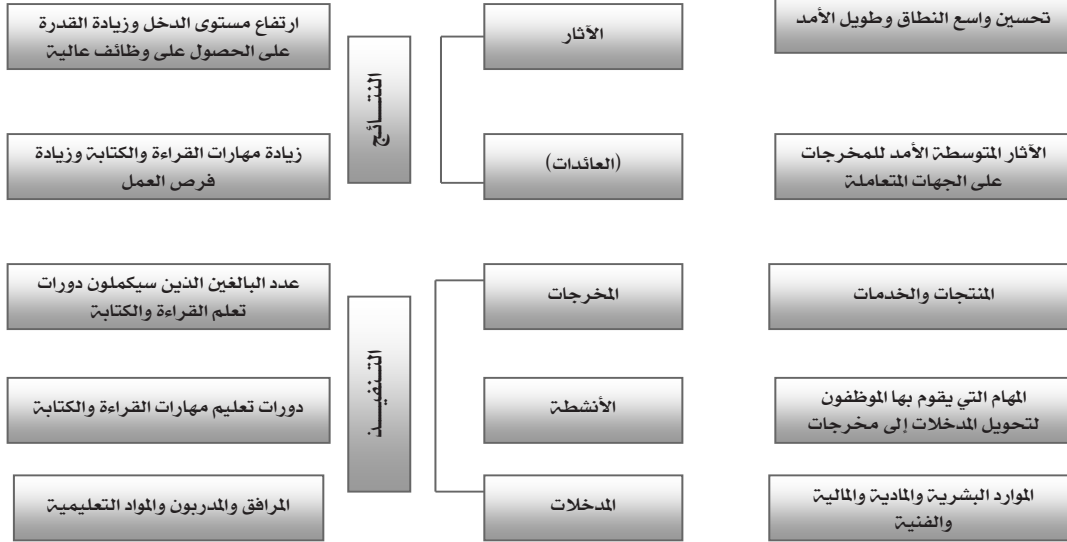 تحسين واسع النطاق وطويل الأمد
الآثار
النتــائج
ارتفاع مستوى الدخل وزيادة القدرة
على الحصول على وظائف عالية
الآثار المتوسطة الأمد للمخرجات
على الجهات المتعاملة
(العائدات)
زيادة مهارات القراءة والكتابة وزيادة
فرص العمل
المنتجات والخدمات
المخرجات
التـنفيــذ
عدد البالغين الذين سيكملون دورات
تعلم القراءة والكتابة
المهام التي يقوم بها الموظفون
لتحويل المدخلات إلى مخرجات
الأنشطة
دورات تعليم مهارات القراءة والكتابة
الموارد البشرية والمادية والمالية
والفنية
المدخلات
المرافق والمدربون والمواد التعليمية